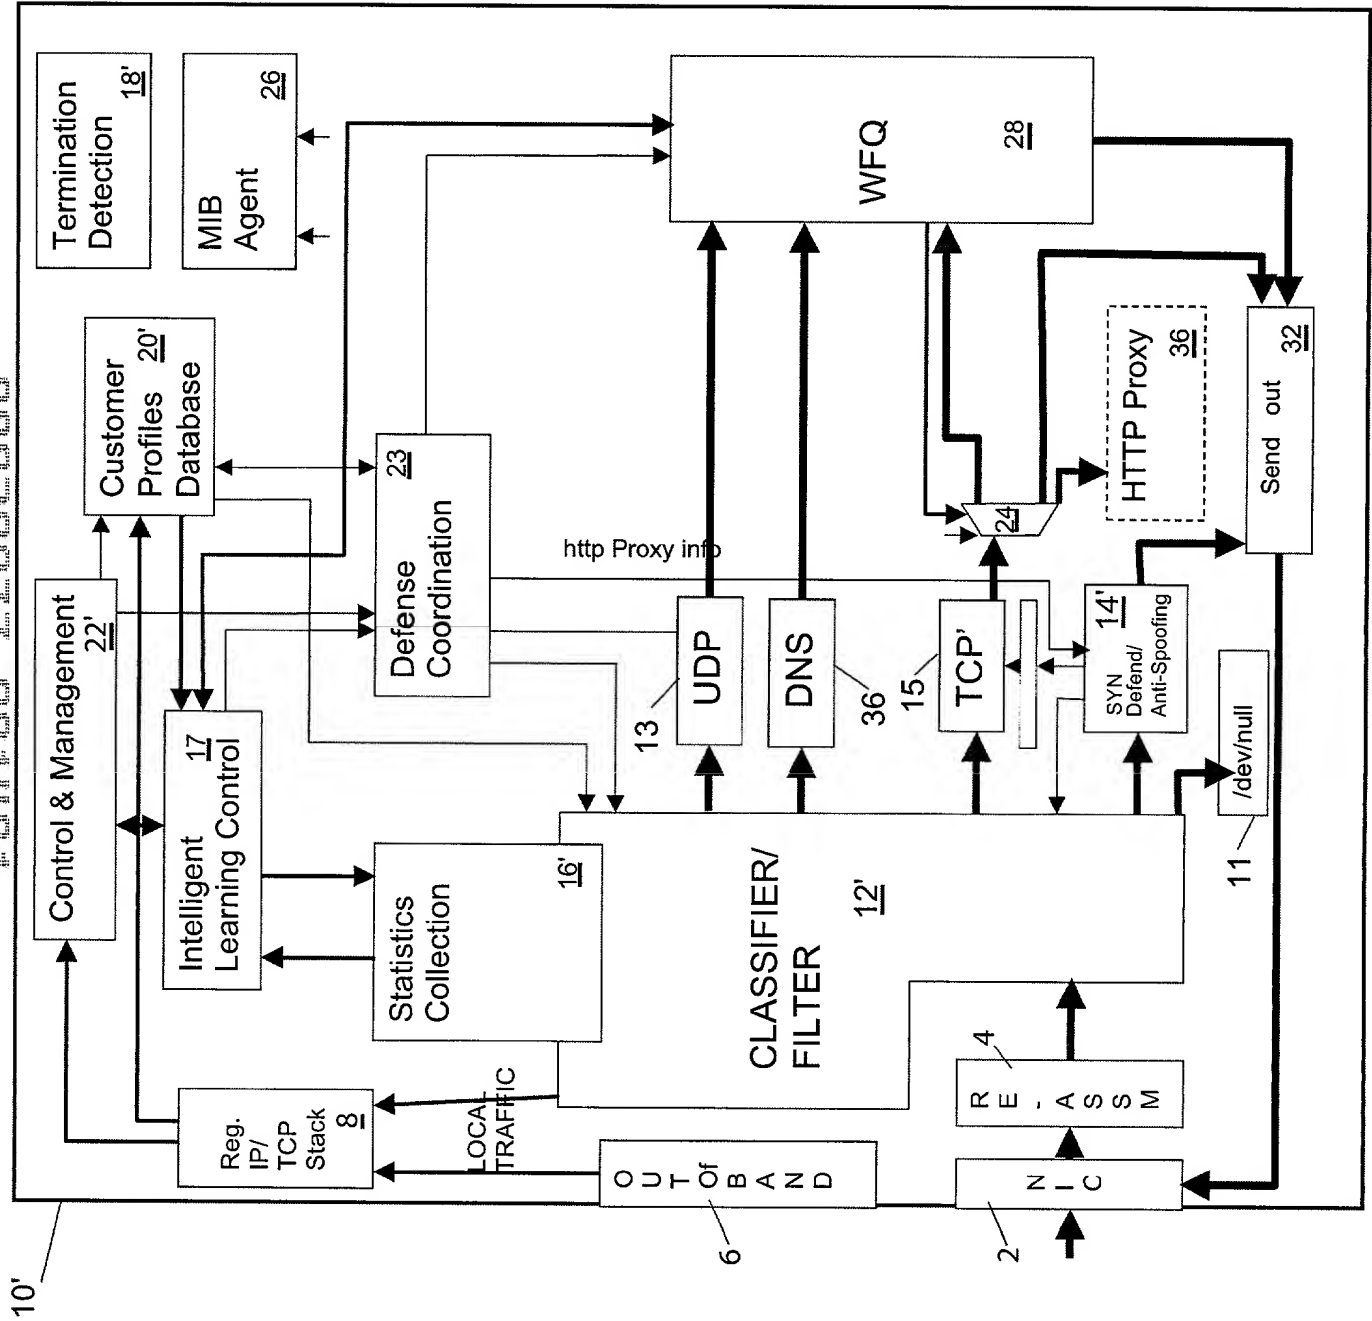 10'
Termination
Detection
18'
MIB
Agent
26
Customer
Profiles
Database
20'
Control & Management
22'
Intelligent
Learning Control
17
Defense
Coordination
23
Statistics
Collection
16'
Reg.
IP/
TCP
Stack
8
LOCAL
TRAFFIC
OUT Of BAND
6
NIC
2
RE-ASSM
4
CLASSIFIER/
FILTER
12'
http Proxy info
UDP
13
DNS
36
TCP'
15
SYN
Defend/
Anti-Spoofing
14'
/dev/null
11
24
WFQ
28
HTTP Proxy
36
Send out
32